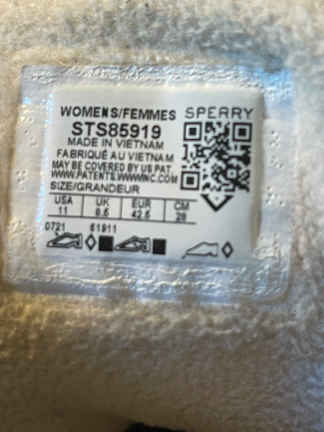 WOMENS/FEMMES SPERRY
STS85919
MADE IN VIETNAM
FABRIQUÉ AU VIETNAM
MAY BE COVERED BY US PAT
WWW.PATENTS.WWWINC.COM
SIZE/GRANDEUR
USA UK EUR CM
11 8.5 42.5 28
0721 61911